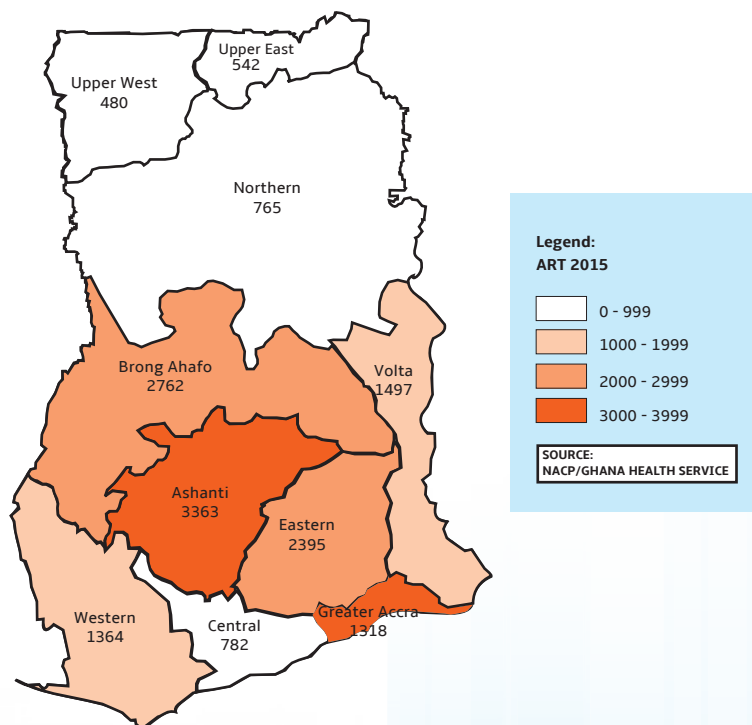 Upper East
542
Upper West
480
Northern
765
Brong Ahafo
2762
Volta
1497
Ashanti
3363
Eastern
2395
Western
1364
Central
782
Greater Accra
1318
Legend:
ART 2015
0 - 999
1000 - 1999
2000 - 2999
3000 - 3999
SOURCE:
NACP/GHANA HEALTH SERVICE